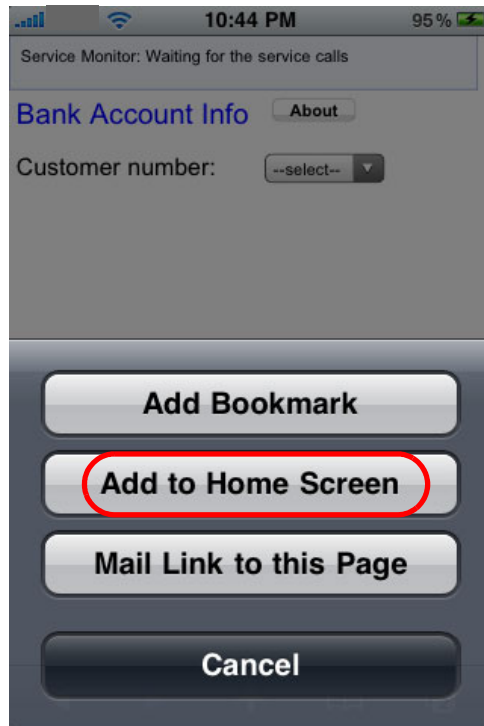 10:44 PM 95%
Service Monitor: Waiting for the service calls
Bank Account Info About
Customer number: --select--
Add Bookmark
Add to Home Screen
Mail Link to this Page
Cancel